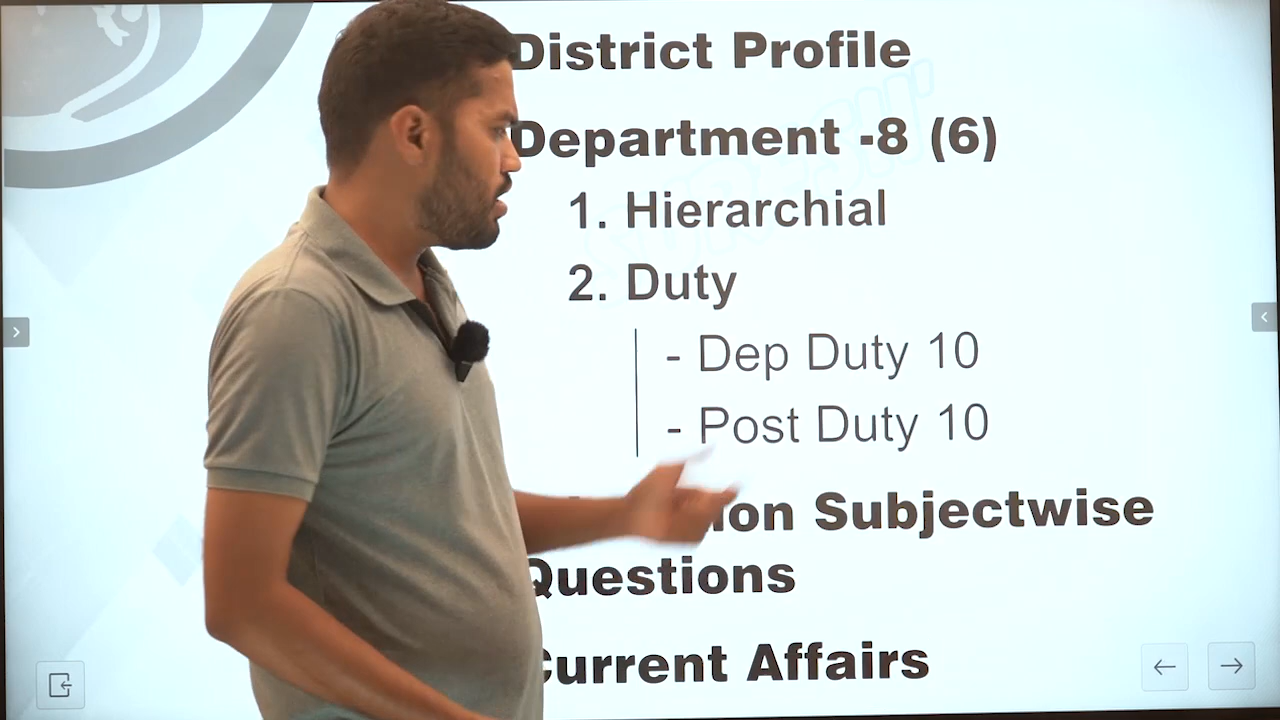 District Profile
Department -8 (6)
1. Hierarchial
2. Duty
- Dep Duty 10
- Post Duty 10
Subjectwise
Questions
Current Affairs